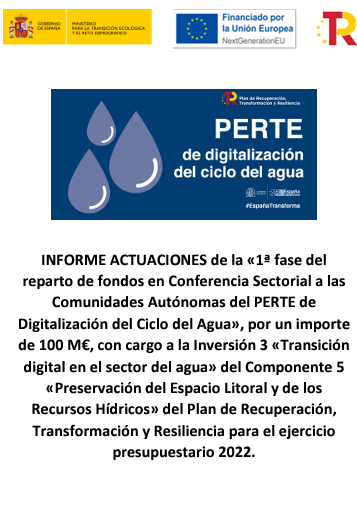 GOBIERNO
DE ESPAÑA
MINISTERIO
PARA LA TRANSICIÓN ECOLÓGICA
Y EL RETO DEMOGRÁFICO
Financiado por
la Unión Europea
NextGenerationEU
Plan de Recuperación,
Transformación y Resiliencia
PERTE
de digitalización
del ciclo del agua
#EspañaTransforma
INFORME ACTUACIONES de la «1ª fase del
reparto de fondos en Conferencia Sectorial a las
Comunidades Autónomas del PERTE de
Digitalización del Ciclo del Agua», por un importe
de 100 M€, con cargo a la Inversión 3 «Transición
digital en el sector del agua» del Componente 5
«Preservación del Espacio Litoral y de los
Recursos Hídricos» del Plan de Recuperación,
Transformación y Resiliencia para el ejercicio
presupuestario 2022.